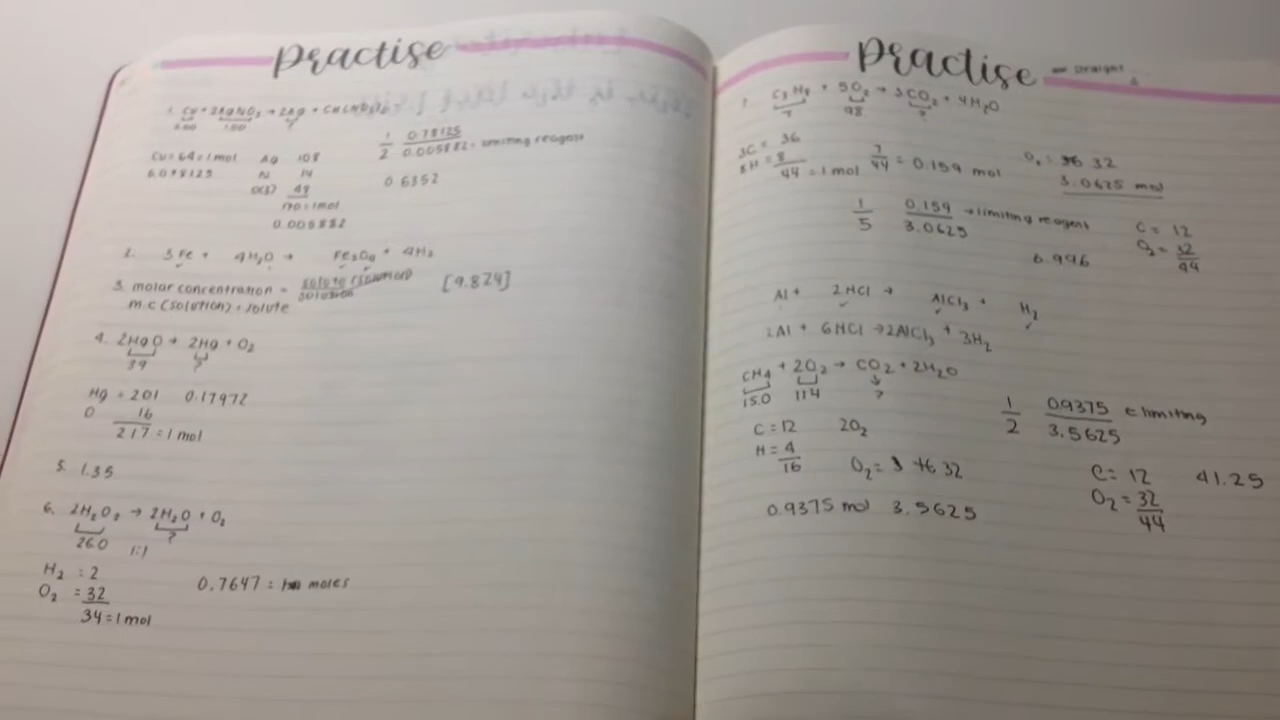 Practise
1. Cu + 2AgNO3 → 2Ag +
Cu = 64 = 1 mol Ag 108
N 14
O(3) 48
170 = 1 mol
0.005882
1/2 0.78125/0.005882 = limiting reagent
0.6352
2. 3Fe + 4H2O → Fe3O4 + 4H2
3. molar concentration = solute (solution)/solution [9.824]
m.c (solution) = solute
4. 2HgO → 2Hg + O2
39 ?
Hg = 201 0.17972
O 16
217 = 1 mol
5. 1.35
6. 2H2O2 → 2H2O + O2
26.0 ?
1:1
H2 = 2
O2 = 32
34 = 1 mol
0.7647 = moles
Practise
1. C3H8 + 5O2 → 3CO2 + 4H2O
7 98 ?
3C = 36
8H = 8
44 = 1 mol
7/44 = 0.159 mol
O2 = 32
3.0625 mol
1/5 0.159/3.0625 → limiting reagent
C = 12
O2 = 32
44
6.996
Al + 2HCl → AlCl3 + H2
2Al + 6HCl → 2AlCl3 + 3H2
CH4 + 2O2 → CO2 + 2H2O
15.0 114 ?
C = 12 2O2
H = 4
16
O2 = 32
0.9375 mol 3.5625
1/2 0.9375/3.5625 limiting
C = 12 41.25
O2 = 32
44